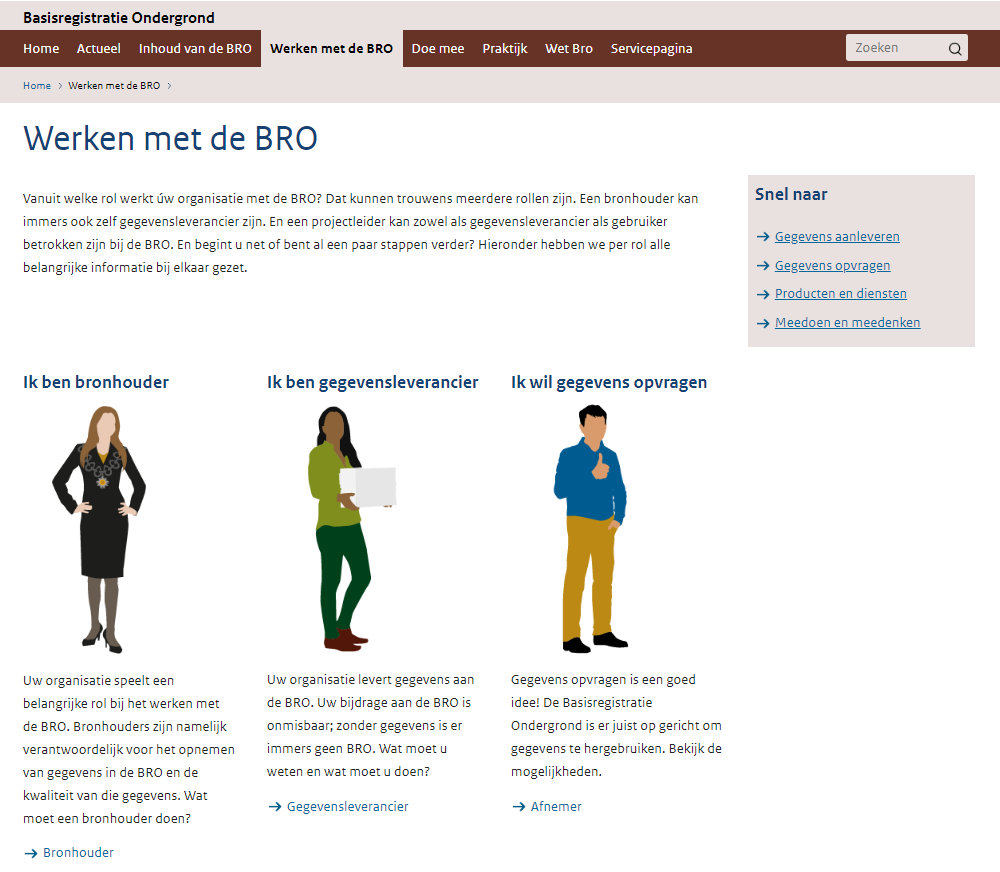 Basisregistratie Ondergrond
Home Actueel Inhoud van de BRO Werken met de BRO Doe mee Praktijk Wet Bro Servicepagina Zoeken
Home > Werken met de BRO >
Werken met de BRO
Vanuit welke rol werkt úw organisatie met de BRO? Dat kunnen trouwens meerdere rollen zijn. Een bronhouder kan
immers ook zelf gegevensleverancier zijn. En een projectleider kan zowel als gegevensleverancier als gebruiker
betrokken zijn bij de BRO. En begint u net of bent al een paar stappen verder? Hieronder hebben we per rol alle
belangrijke informatie bij elkaar gezet.
Snel naar
→ Gegevens aanleveren
→ Gegevens opvragen
→ Producten en diensten
→ Meedoen en meedenken
Ik ben bronhouder
Uw organisatie speelt een
belangrijke rol bij het werken met
de BRO. Bronhouders zijn namelijk
verantwoordelijk voor het opnemen
van gegevens in de BRO en de
kwaliteit van die gegevens. Wat
moet een bronhouder doen?
→ Bronhouder
Ik ben gegevensleverancier
Uw organisatie levert gegevens aan
de BRO. Uw bijdrage aan de BRO is
onmisbaar; zonder gegevens is er
immers geen BRO. Wat moet u
weten en wat moet u doen?
→ Gegevensleverancier
Ik wil gegevens opvragen
Gegevens opvragen is een goed
idee! De Basisregistratie
Ondergrond is er juist op gericht om
gegevens te hergebruiken. Bekijk de
mogelijkheden.
→ Afnemer